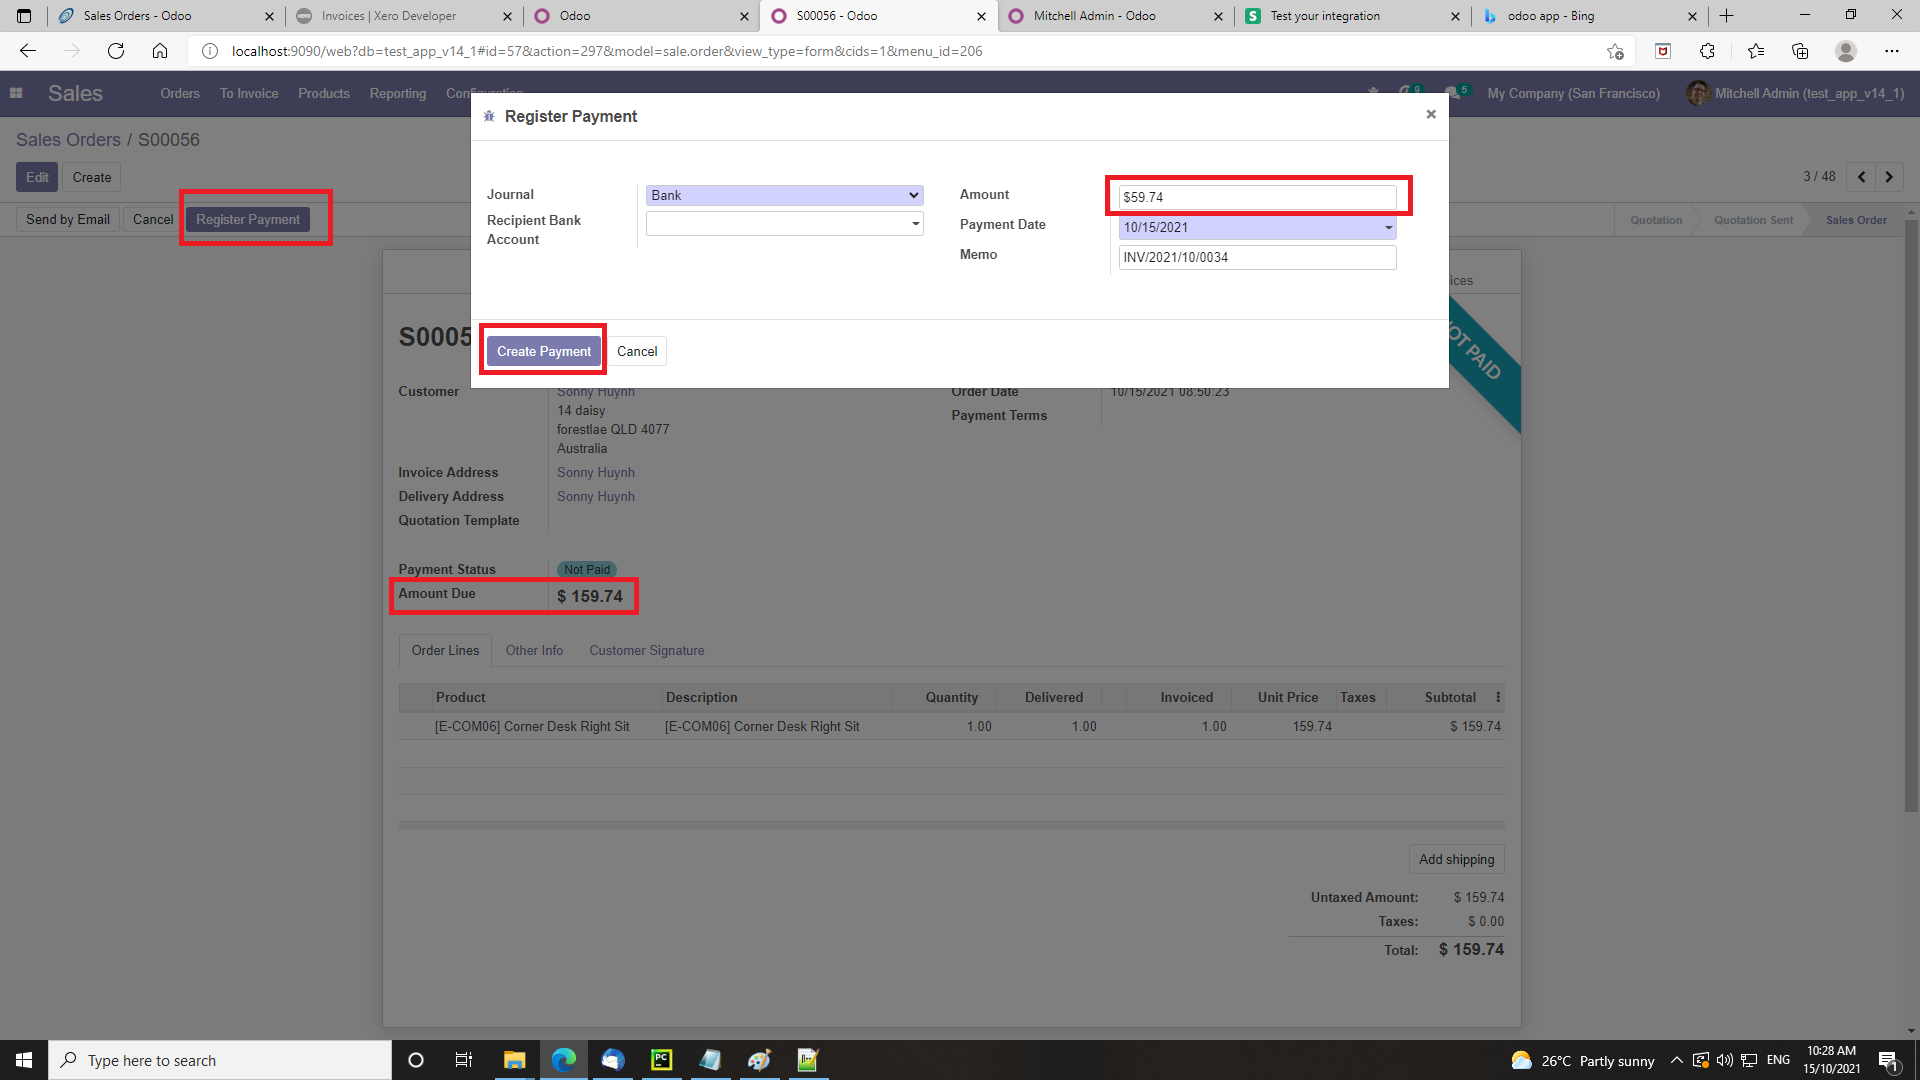 Sales Orders - Odoo
Invoices | Xero Developer
Odoo
S00056 - Odoo
Mitchell Admin - Odoo
Test your integration
odoo app - Bing
localhost:9090/web?db=test_app_v14_1#id=57&action=297&model=sale.order&view_type=form&cids=1&menu_id=206
Sales Orders To Invoice Products Reporting 9 5 My Company (San Francisco) Mitchell Admin (test_app_v14_1)
Register Payment
Sales Orders / S00056
Edit Create
3 / 48
Journal Bank
Amount $59.74
Send by Email Cancel Register Payment
Quotation Quotation Sent Sales Order
Recipient Bank
Account
Payment Date 10/15/2021
Memo INV/2021/10/0034
ices
NOT PAID
S0005
Create Payment Cancel
Customer Sonny Huynh
14 daisy
forestlae QLD 4077
Australia
Order Date 10/15/2021 08:50:23
Payment Terms
Invoice Address Sonny Huynh
Delivery Address Sonny Huynh
Quotation Template
Payment Status Not Paid
Amount Due $ 159.74
Order Lines Other Info Customer Signature
Product Description Quantity Delivered Invoiced Unit Price Taxes Subtotal
[E-COM06] Corner Desk Right Sit [E-COM06] Corner Desk Right Sit 1.00 1.00 1.00 159.74 $ 159.74
Add shipping
Untaxed Amount: $ 159.74
Taxes: $ 0.00
Total: $ 159.74
Type here to search
PC
26°C Partly sunny
ENG
10:28 AM
15/10/2021
1